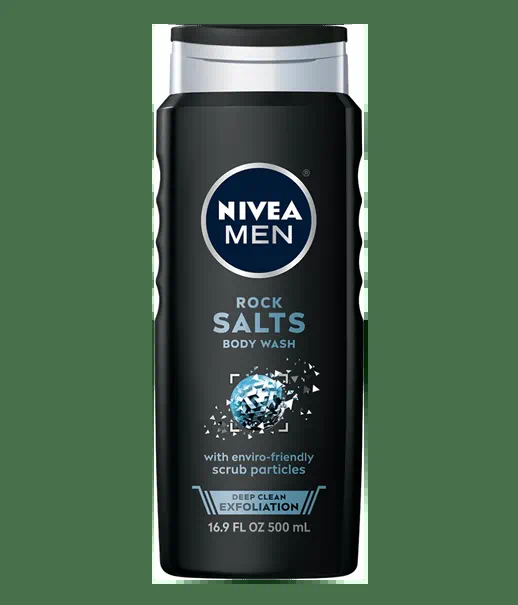 ®
NIVEA
MEN
ROCK
SALTS
BODY WASH
with enviro-friendly
scrub particles
DEEP CLEAN
EXFOLIATION
16.9 FL OZ 500 mL